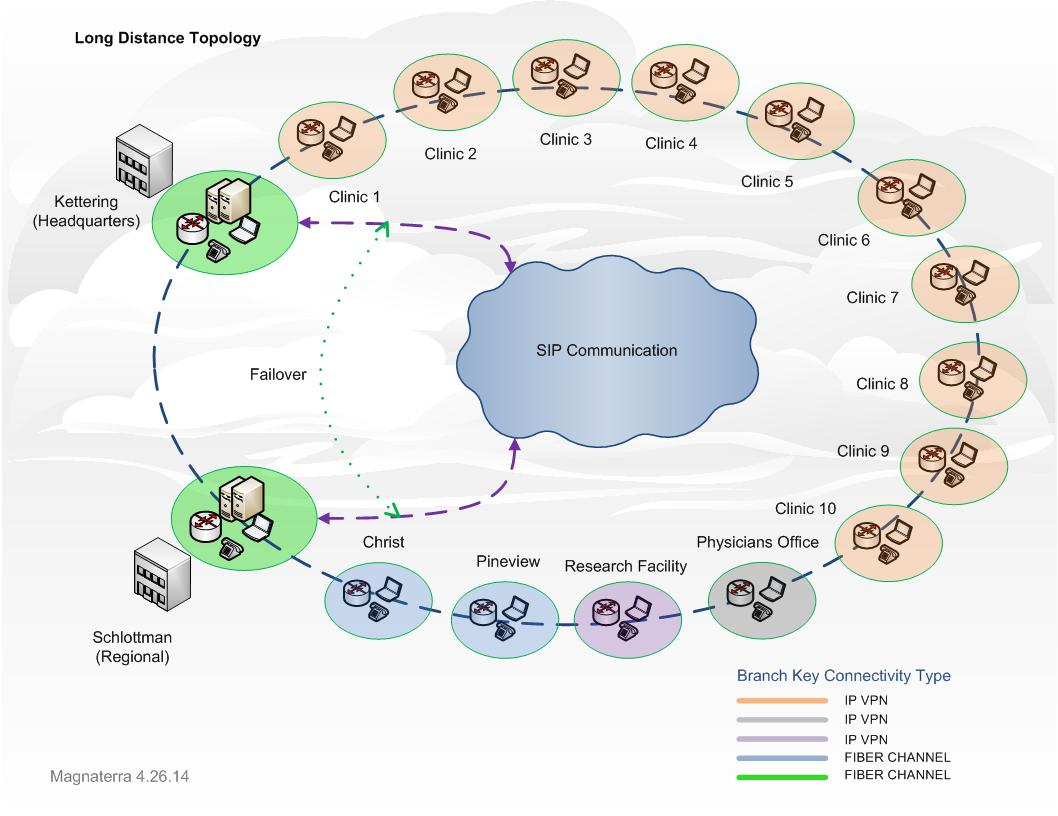 Long Distance Topology
Clinic 1
Clinic 2
Clinic 3
Clinic 4
Clinic 5
Clinic 6
Clinic 7
Clinic 8
Clinic 9
Clinic 10
Kettering
(Headquarters)
SIP Communication
Failover
Christ
Pineview
Research Facility
Physicians Office
Schlottman
(Regional)
Branch Key Connectivity Type
IP VPN
IP VPN
IP VPN
FIBER CHANNEL
FIBER CHANNEL
Magnaterra 4.26.14